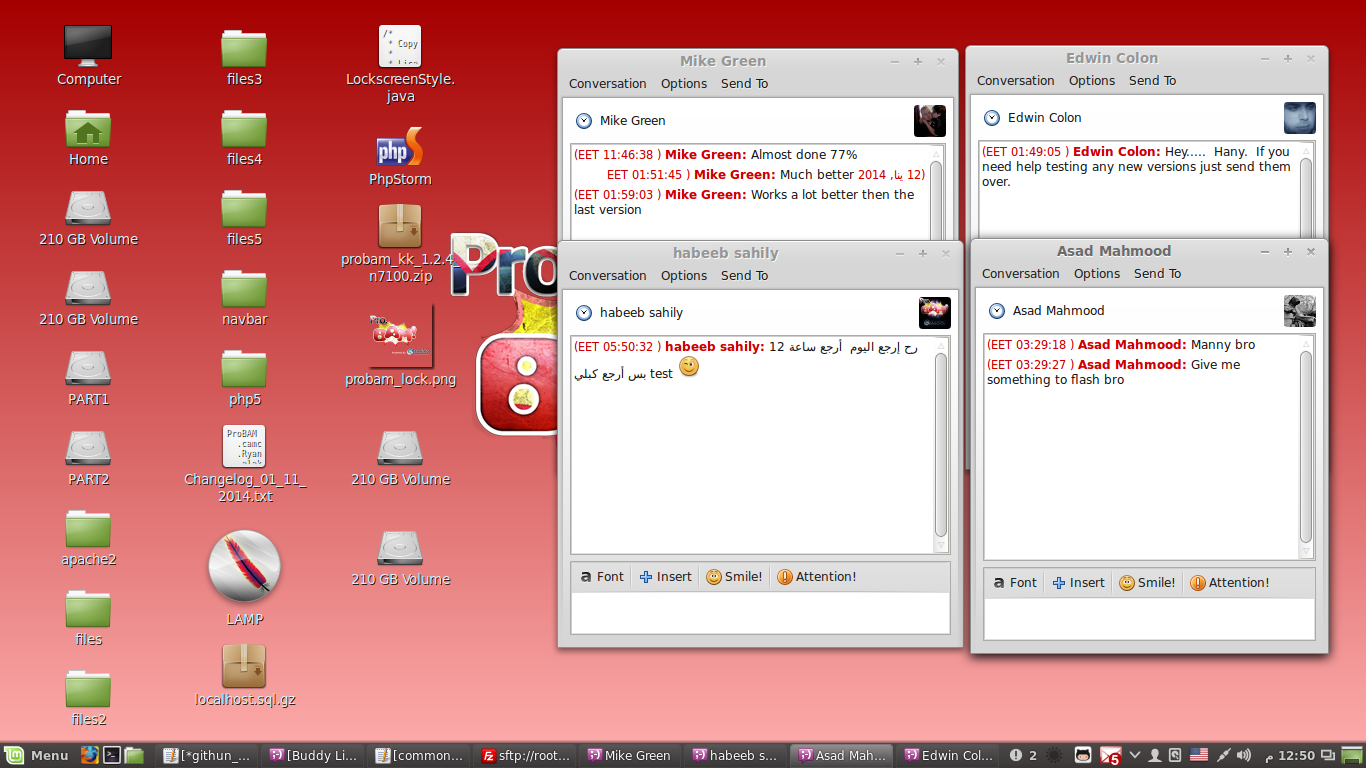 Computer
Home
210 GB Volume
210 GB Volume
PART1
PART2
apache2
files
files2
files3
files4
files5
navbar
php5
ProBAM
.camc
.Ryan
Changelog_01_11_
2014.txt
LAMP
localhost.sql.gz
/*
* Copy
*
LockscreenStyle.
java
php
PhpStorm
probam_kk_1.2.4_
n7100.zip
probam_lock.png
210 GB Volume
210 GB Volume
Pro
Mike Green
Conversation Options Send To
Mike Green
(EET 11:46:38 ) Mike Green: Almost done 77%
EET 01:51:45 ) Mike Green: Much better 2014 ,ينا 12)
(EET 01:59:03 ) Mike Green: Works a lot better then the
last version
Edwin Colon
Conversation Options Send To
Edwin Colon
(EET 01:49:05 ) Edwin Colon: Hey..... Hany. If you
need help testing any new versions just send them
over.
habeeb sahily
Conversation Options Send To
habeeb sahily
(EET 05:50:32 ) habeeb sahily: رح إرجع اليوم أرجع ساعة 12
بس أرجع كبلي test
a Font Insert Smile! Attention!
Asad Mahmood
Conversation Options Send To
Asad Mahmood
(EET 03:29:18 ) Asad Mahmood: Manny bro
(EET 03:29:27 ) Asad Mahmood: Give me
something to flash bro
a Font Insert Smile! Attention!
Menu [*githun_... [Buddy Li... [common... sftp://root... Mike Green habeeb s... Asad Mah... Edwin Col... 2 5 12:50 م